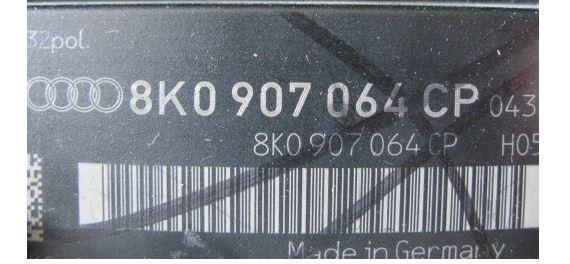 32pol.
8K0 907 064 CP 043
8K0 907 064 CP H05
Made in Germany